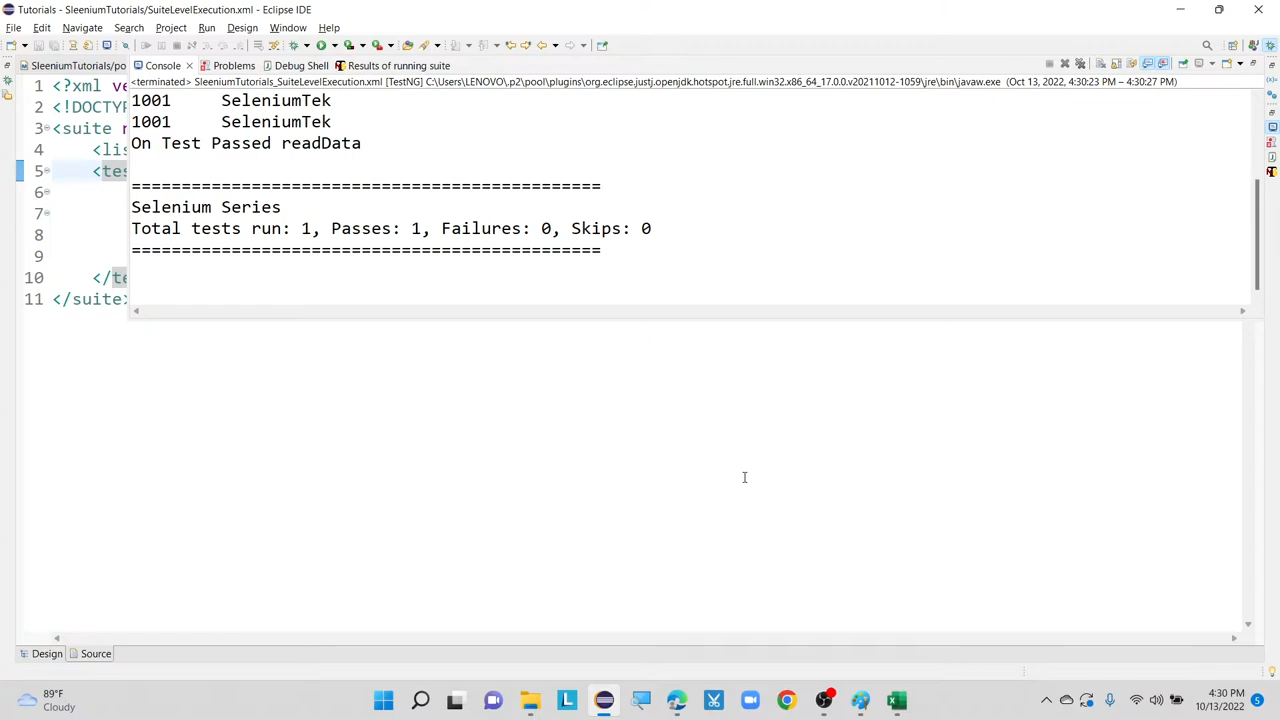 Tutorials - SleeniumTutorials/SuiteLevelExecution.xml - Eclipse IDE
File Edit Navigate Search Project Run Design Window Help
SleeniumTutorials/po Console Problems Debug Shell Results of running suite
<terminated> SleeniumTutorials_SuiteLevelExecution.xml [TestNG] C:\Users\LENOVO\.p2\pool\plugins\org.eclipse.justj.openjdk.hotspot.jre.full.win32.x86_64_17.0.0.v20211012-1059\jre\bin\javaw.exe (Oct 13, 2022, 4:30:23 PM – 4:30:27 PM)
1 <?xml ve
2 <!DOCTYP
3 <suite
4 <lis
5 <tes
6
7
8
9
10 </te
11 </suite>
1001 SeleniumTek
1001 SeleniumTek
On Test Passed readData
===============================================
Selenium Series
Total tests run: 1, Passes: 1, Failures: 0, Skips: 0
===============================================
Design Source
89°F
Cloudy
4:30 PM
10/13/2022
5